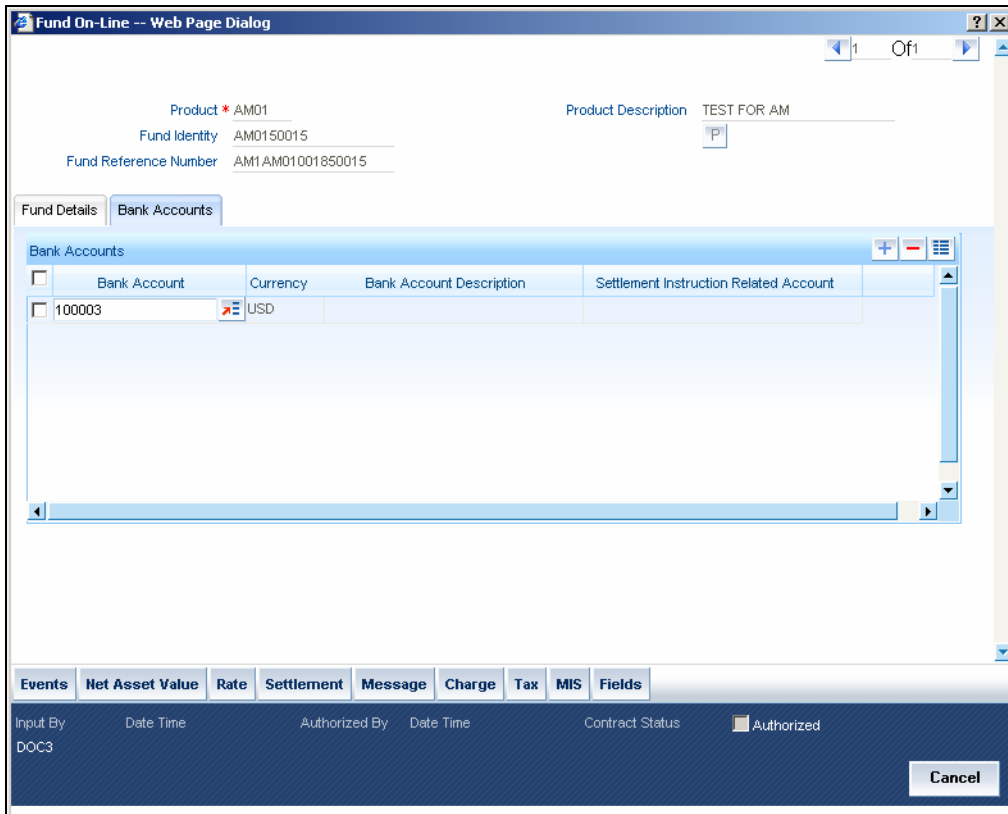 Fund On-Line -- Web Page Dialog
? X
1 Of 1
Product * AM01 Product Description TEST FOR AM
Fund Identity AM0150015 P
Fund Reference Number AM1AM01001850015
Fund Details Bank Accounts
Bank Accounts
Bank Account Currency Bank Account Description Settlement Instruction Related Account
100003 USD
Events Net Asset Value Rate Settlement Message Charge Tax MIS Fields
Input By Date Time Authorized By Date Time Contract Status Authorized
DOC3
Cancel